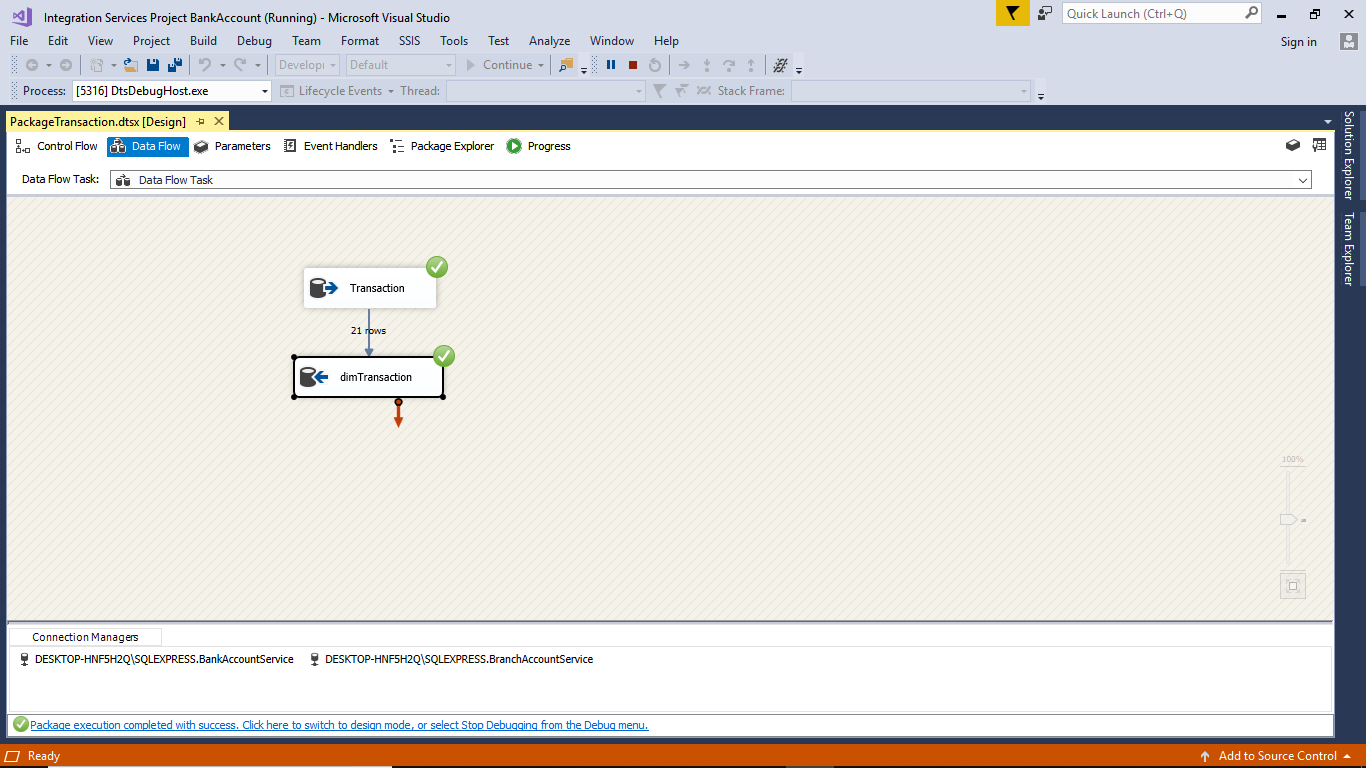 Integration Services Project BankAccount (Running) - Microsoft Visual Studio
Quick Launch (Ctrl+Q)
File Edit View Project Build Debug Team Format SSIS Tools Test Analyze Window Help
Sign in
Default
Continue
Process: [5316] DtsDebugHost.exe Lifecycle Events Thread: Stack Frame:
PackageTransaction.dtsx [Design]
Control Flow Data Flow Parameters Event Handlers Package Explorer Progress
Data Flow Task: Data Flow Task
Solution Explorer
Team Explorer
Transaction
21 rows
dimTransaction
100%
Connection Managers
DESKTOP-HNF5H2Q\SQLEXPRESS.BankAccountService DESKTOP-HNF5H2Q\SQLEXPRESS.BranchAccountService
Package execution completed with success. Click here to switch to design mode, or select Stop Debugging from the Debug menu.
Ready
Add to Source Control